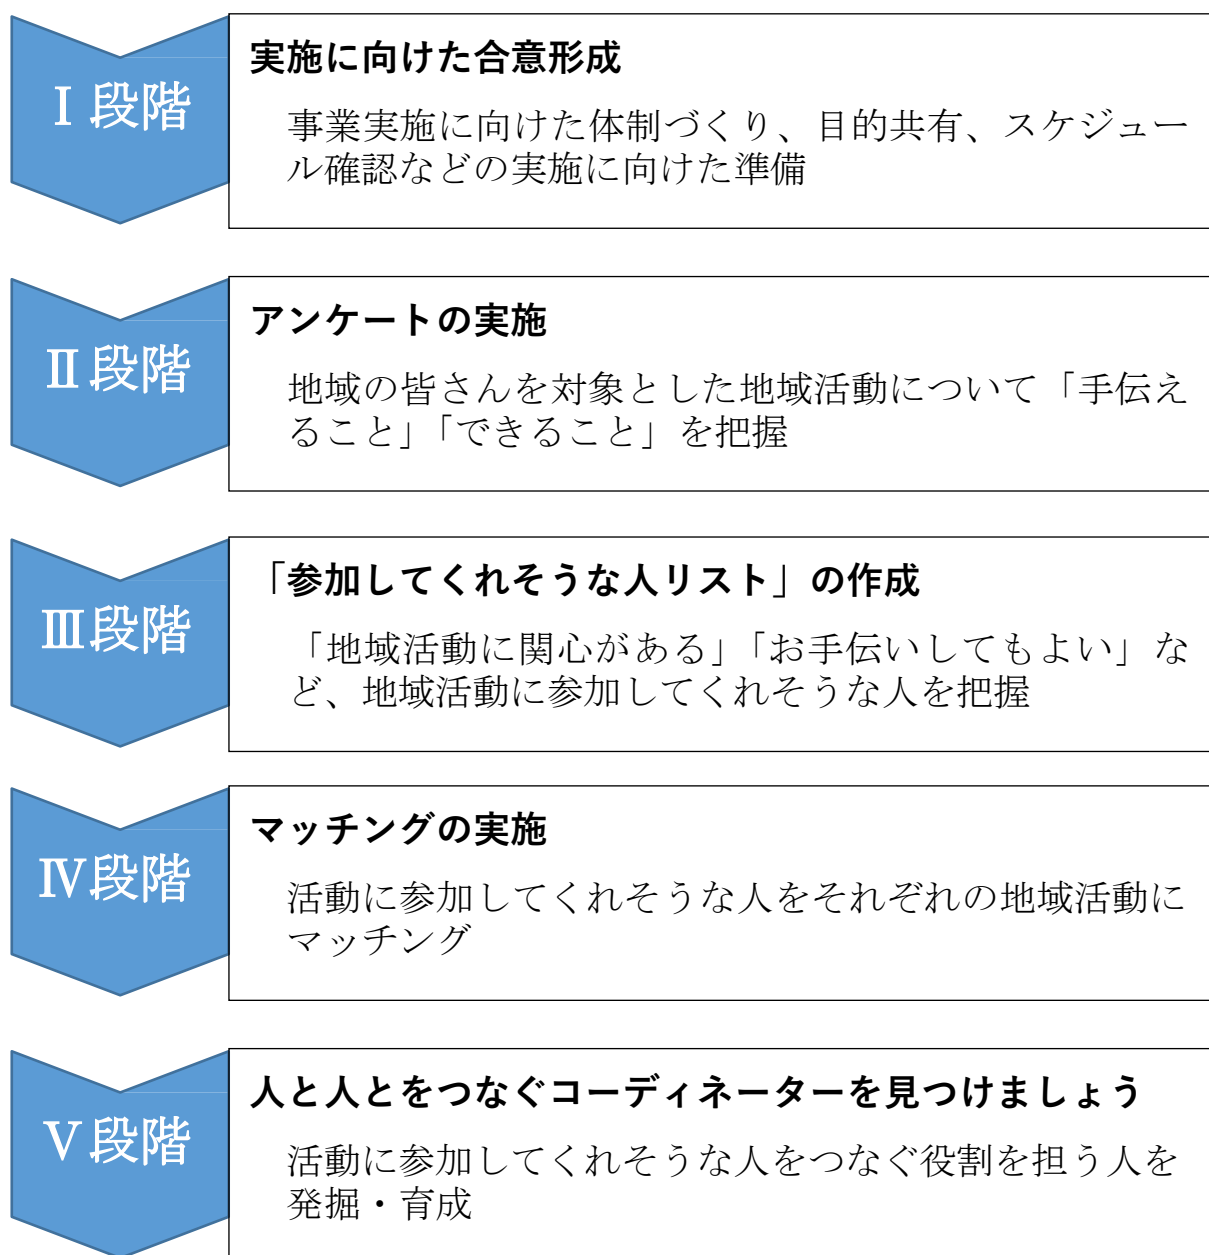 Ⅰ段階
実施に向けた合意形成
事業実施に向けた体制づくり、目的共有、スケジュー
ル確認などの実施に向けた準備
Ⅱ段階
アンケートの実施
地域の皆さんを対象とした地域活動について「手伝え
ること」「できること」を把握
Ⅲ段階
「参加してくれそうな人リスト」の作成
「地域活動に関心がある」「お手伝いしてもよい」な
ど、地域活動に参加してくれそうな人を把握
Ⅳ段階
マッチングの実施
活動に参加してくれそうな人をそれぞれの地域活動に
マッチング
Ⅴ段階
人と人とをつなぐコーディネーターを見つけましょう
活動に参加してくれそうな人をつなぐ役割を担う人を
発掘・育成